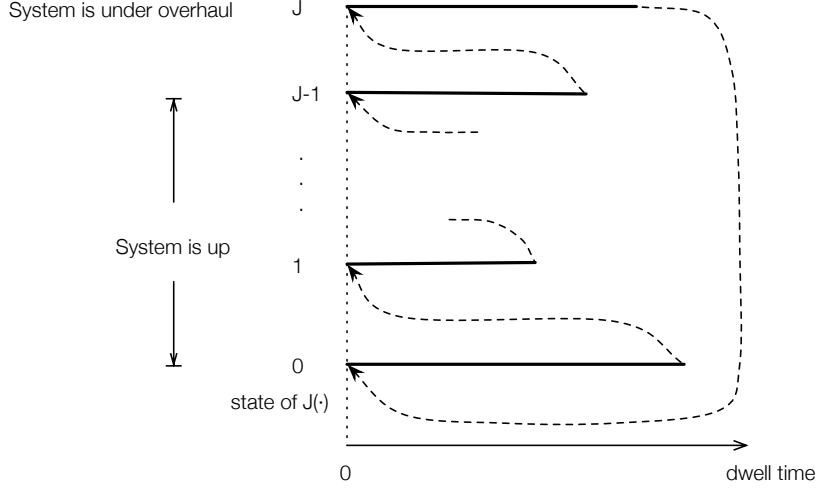 System is under overhaul
J
J-1
.
.
.
System is up
1
0
state of J(·)
0
dwell time